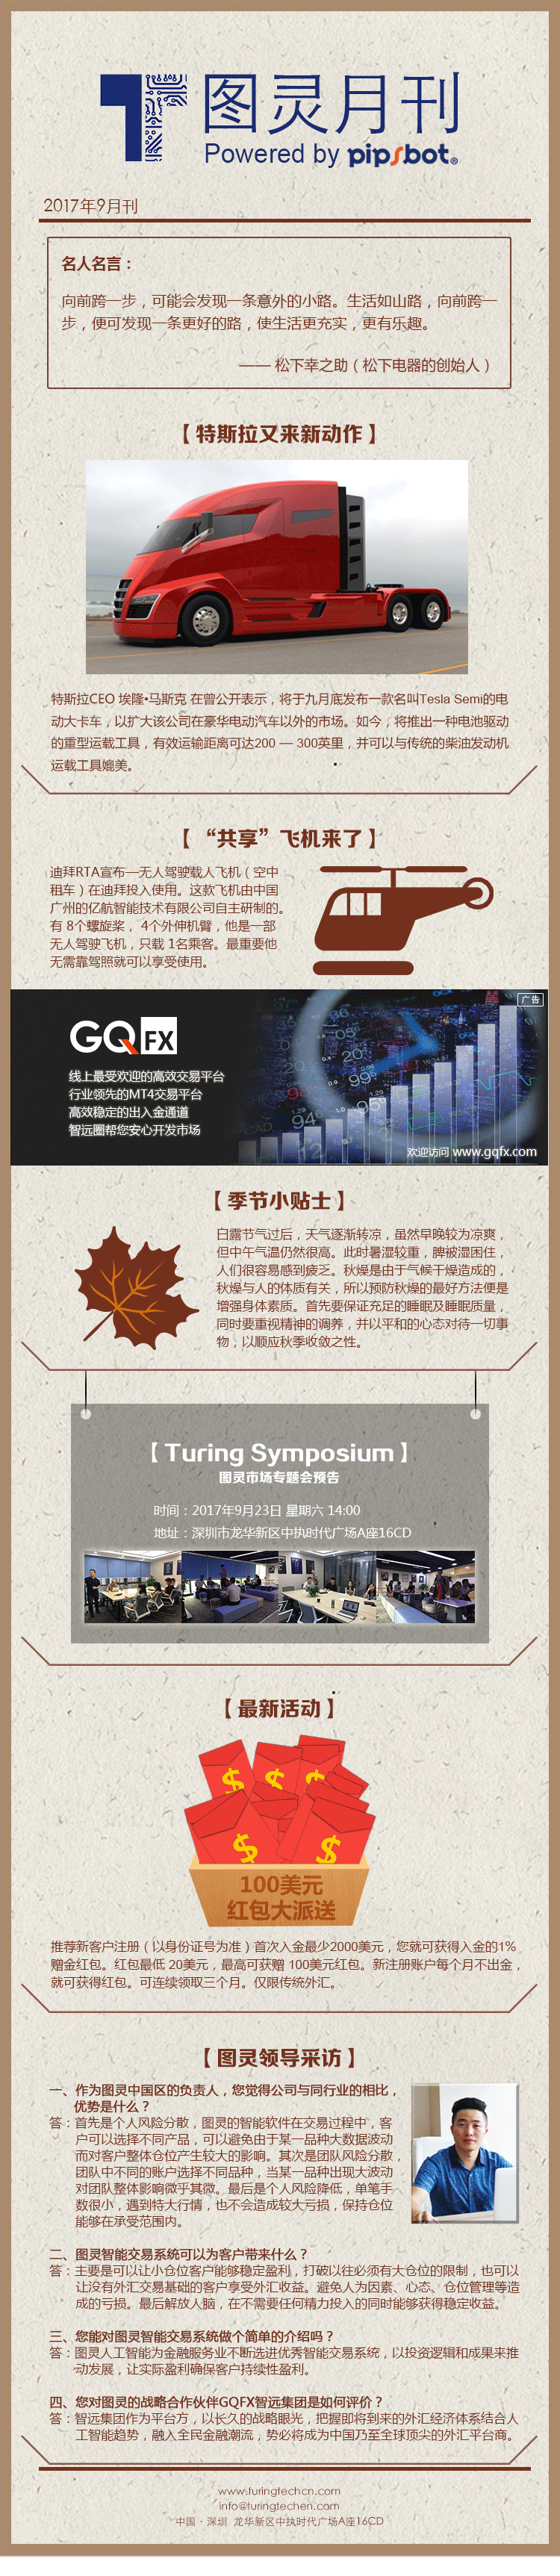 图灵月刊
Powered by pipsbot®
2017年9月刊
名人名言：
向前跨一步，可能会发现一条意外的小路。生活如山路，向前跨一
步，便可发现一条更好的路，使生活更充实，更有乐趣。
—— 松下幸之助（松下电器的创始人）
【特斯拉又来新动作】
特斯拉CEO 埃隆•马斯克 在曾公开表示，将于九月底发布一款名叫Tesla Semi的电
动大卡车，以扩大该公司在豪华电动汽车以外的市场。如今，将推出一种电池驱动
的重型运载工具，有效运输距离可达200 — 300英里，并可以与传统的柴油发动机
运载工具媲美。
【“共享”飞机来了】
迪拜RTA宣布一无人驾驶载人飞机（空中
租车）在迪拜投入使用。这款飞机由中国
广州的亿航智能技术有限公司自主研制的。
有 8个螺旋桨， 4个外伸机臂，他是一部
无人驾驶飞机，只载 1名乘客。最重要他
无需靠驾照就可以享受使用。
广告
GQFX
线上最受欢迎的高效交易平台
行业领先的MT4交易平台
高效稳定的出入金通道
智远圈帮您安心开发市场
欢迎访问 www.gqfx.com
【季节小贴士】
白露节气过后，天气逐渐转凉，虽然早晚较为凉爽，
但中午气温仍然很高。此时暑湿较重，脾被湿困住，
人们很容易感到疲乏。秋燥是由于气候干燥造成的，
秋燥与人的体质有关，所以预防秋燥的最好方法便是
增强身体素质。首先要保证充足的睡眠及睡眠质量，
同时要重视精神的调养，并以平和的心态对待一切事
物，以顺应秋季收敛之性。
【Turing Symposium】
图灵市场专题会预告
时间：2017年9月23日 星期六 14:00
地址：深圳市龙华新区中执时代广场A座16CD
【最新活动】
100美元
红包大派送
推荐新客户注册（以身份证号为准）首次入金最少2000美元，您就可获得入金的1%
赠金红包。红包最低 20美元，最高可获赠 100美元红包。新注册账户每个月不出金，
就可获得红包。可连续领取三个月。仅限传统外汇。
【图灵领导采访】
一、作为图灵中国区的负责人，您觉得公司与同行业的相比，
优势是什么？
答：首先是个人风险分散，图灵的智能软件在交易过程中，客
户可以选择不同产品，可以避免由于某一品种大数据波动
而对客户整体仓位产生较大的影响。其次是团队风险分散，
团队中不同的账户选择不同品种，当某一品种出现大波动
对团队整体影响微乎其微。最后是个人风险降低，单笔手
数很小，遇到特大行情，也不会造成较大亏损，保持仓位
能够在承受范围内。
二、图灵智能交易系统可以为客户带来什么？
答：主要是可以让小仓位客户能够稳定盈利，打破以往必须有大仓位的限制，也可以
让没有外汇交易基础的客户享受外汇收益。避免人为因素、心态、仓位管理等造
成的亏损。最后解放人脑，在不需要任何精力投入的同时能够获得稳定收益。
三、您能对图灵智能交易系统做个简单的介绍吗？
答：图灵人工智能为金融服务业不断选进优秀智能交易系统，以投资逻辑和成果来推
动发展，让实际盈利确保客户持续性盈利。
四、您对图灵的战略合作伙伴GQFX智远集团是如何评价？
答：智远集团作为平台方，以长久的战略眼光，把握即将到来的外汇经济体系结合人
工智能趋势，融入全民金融潮流，势必将成为中国乃至全球顶尖的外汇平台商。
www.turingtechcn.com
info@turingtechen.com
中国 · 深圳 龙华新区中执时代广场A座16CD